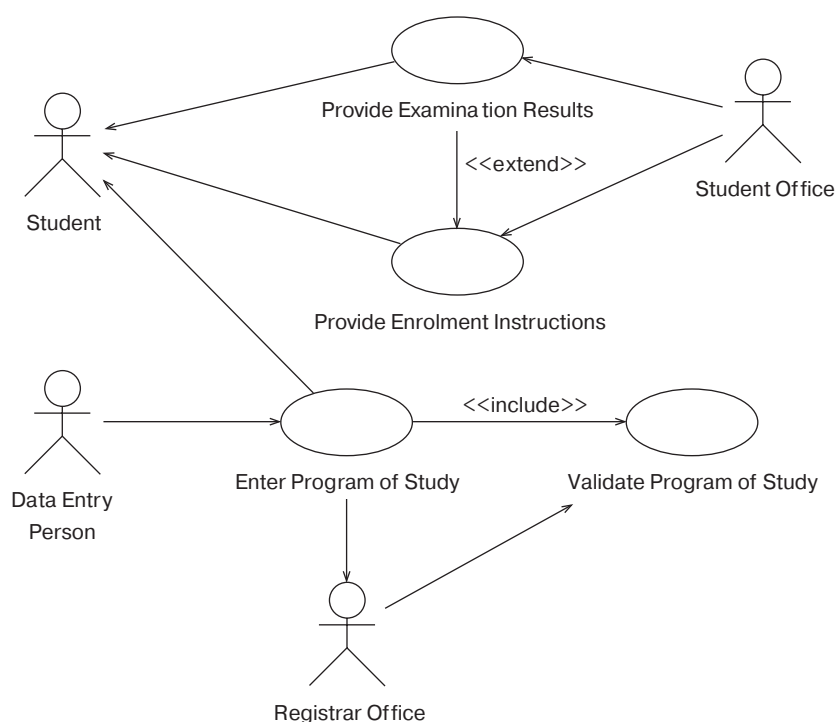 Provide Examination Results
<<extend>>
Student Office
Student
Provide Enrolment Instructions
<<include>>
Enter Program of Study
Validate Program of Study
Data Entry
Person
Registrar Office